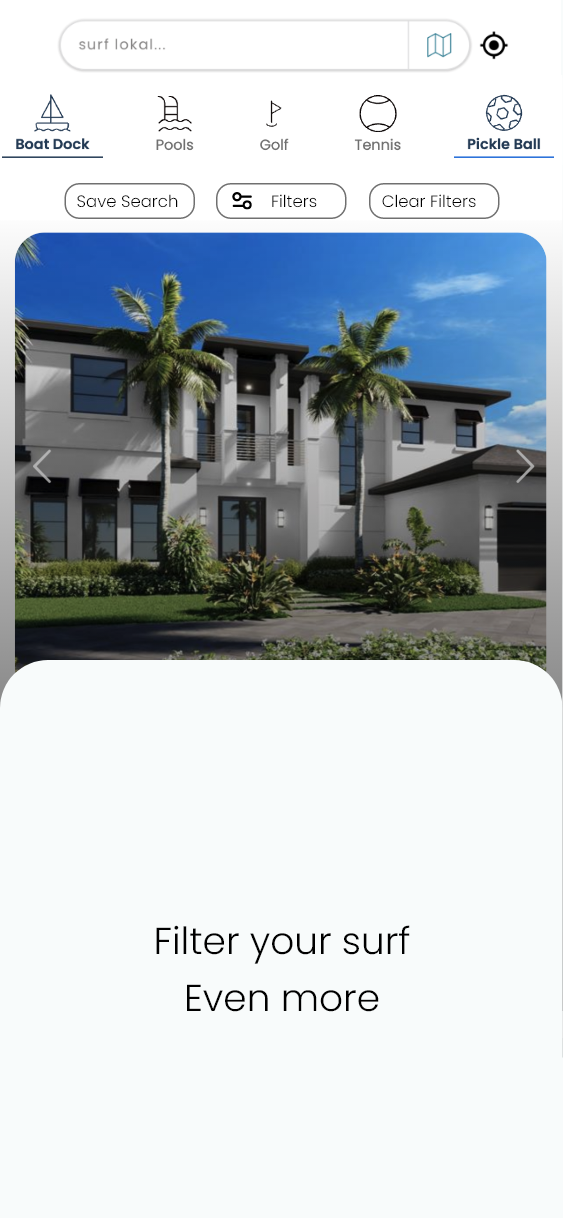 surf lokal...
Boat Dock
Pools
Golf
Tennis
Pickle Ball
Save Search
Filters
Clear Filters
Filter your surf
Even more